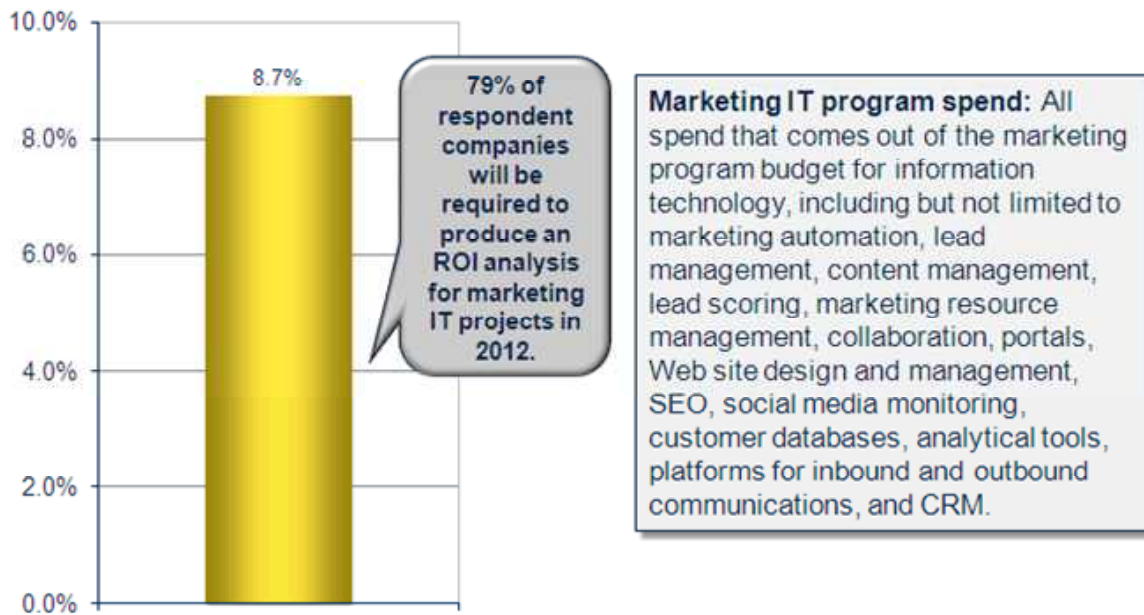 10.0%
8.0%
6.0%
4.0%
2.0%
0.0%
8.7%
79% of
respondent
companies
will be
required to
produce an
ROI analysis
for marketing
IT projects in
2012.
Marketing IT program spend: All
spend that comes out of the marketing
program budget for information
technology, including but not limited to
marketing automation, lead
management, content management,
lead scoring, marketing resource
management, collaboration, portals,
Web site design and management,
SEO, social media monitoring,
customer databases, analytical tools,
platforms for inbound and outbound
communications, and CRM.